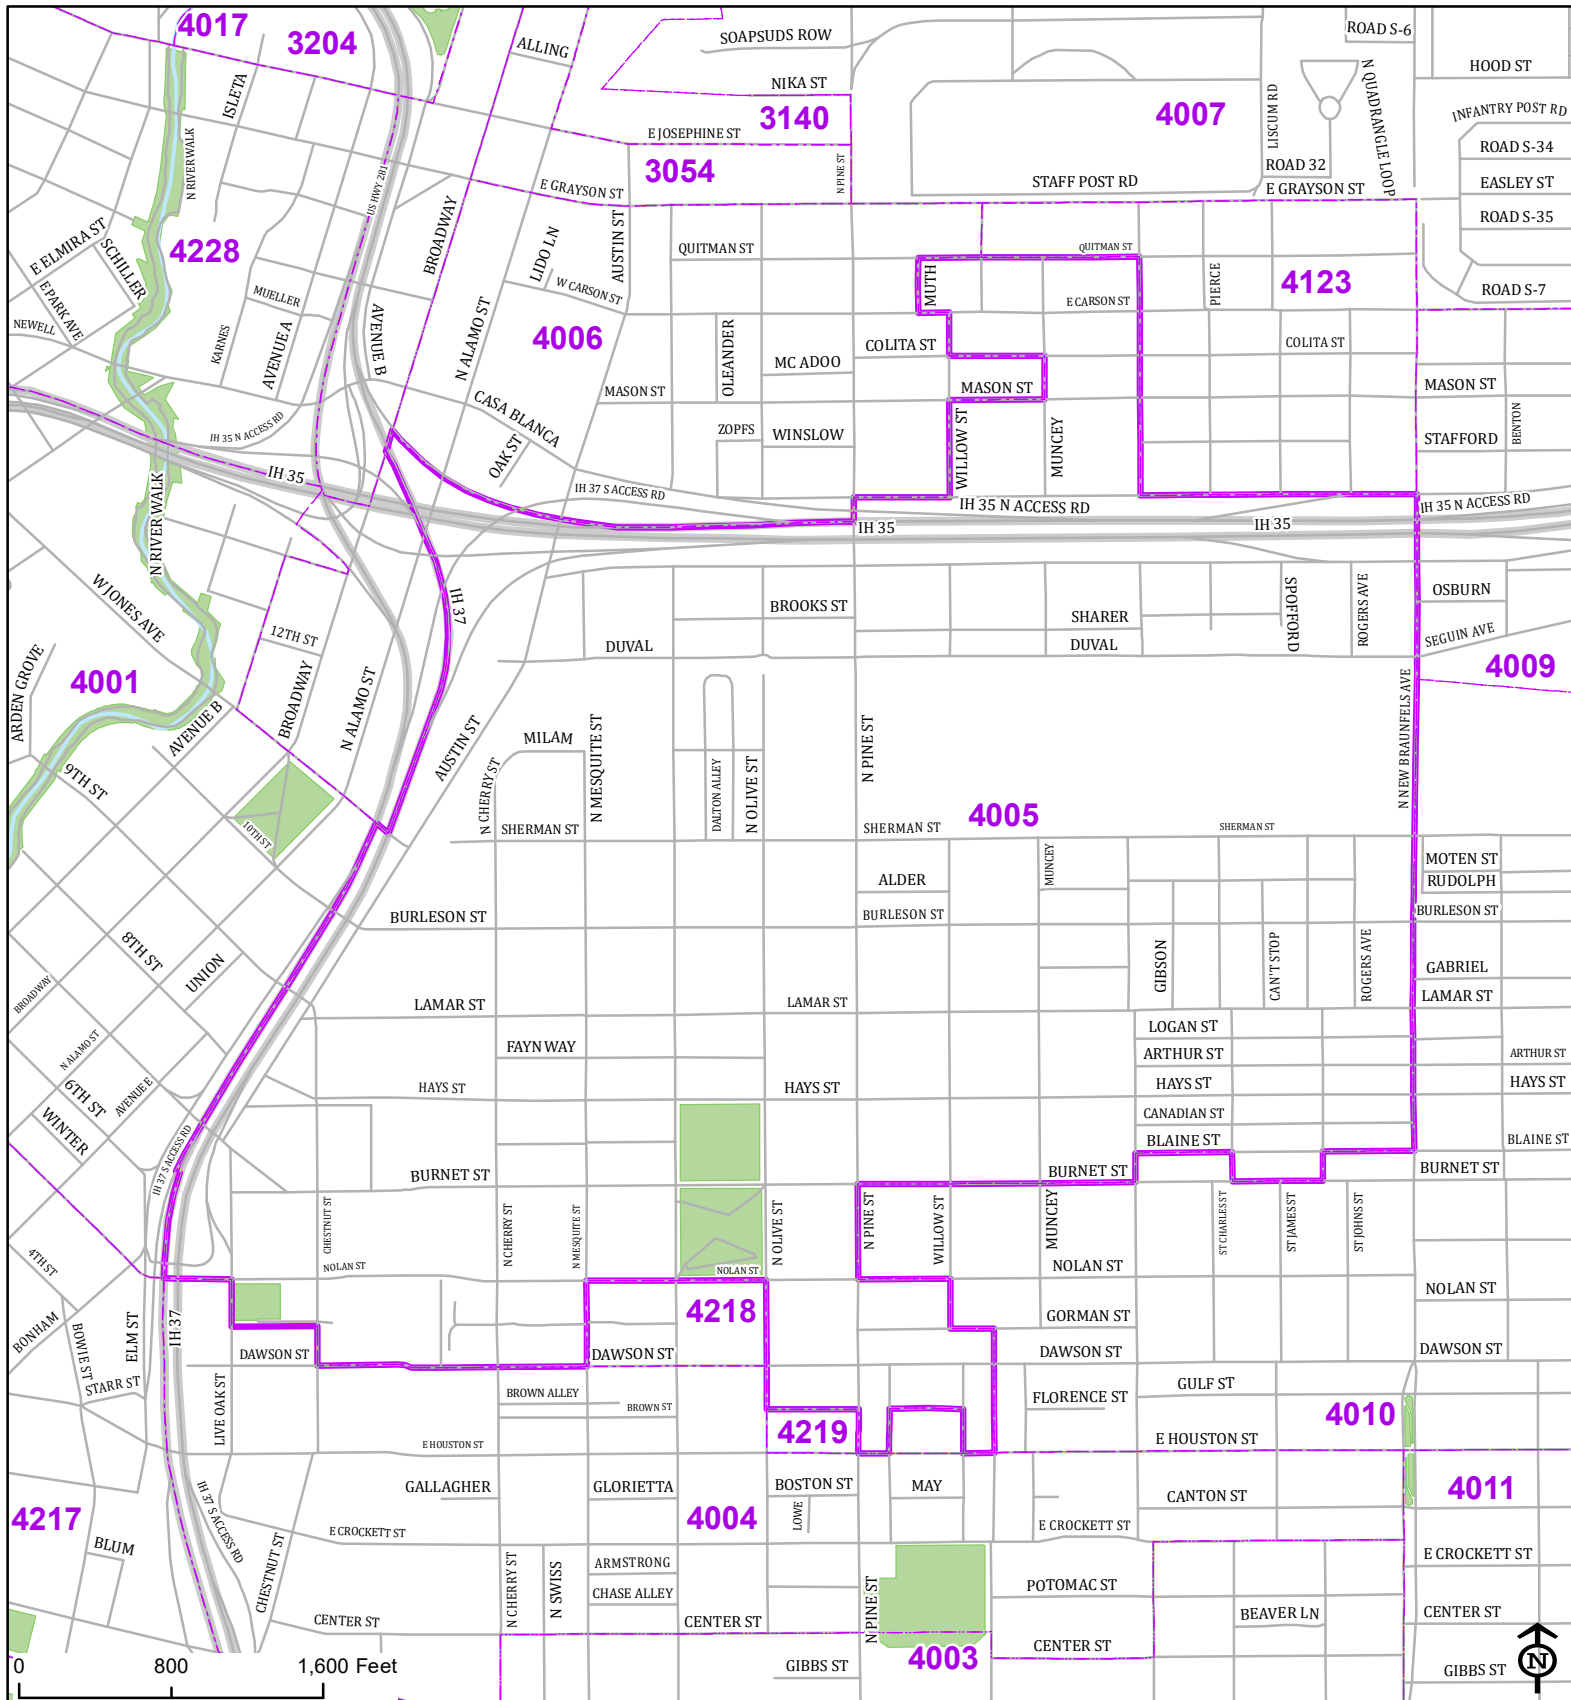 4017
3204
ALLING
SOAPSUDS ROW
ROAD S-6
HOOD ST
NIKA ST
N QUADRANGLE LOOP
ISLETA
3140
4007
LISCUM RD
INFANTRY POST RD
E JOSEPHINE ST
ROAD S-34
N RIVERWALK
US HWY 281
3054
N PINE ST
ROAD 32
STAFF POST RD
E GRAYSON ST
E GRAYSON ST
EASLEY ST
ROAD S-35
E ELMIRA ST
SCHILLER
4228
BROADWAY
LIDO LN
AUSTIN ST
QUITMAN ST
QUITMAN ST
MUTH
PIERCE
4123
ROAD S-7
E PARK AVE
MUELLER
W CARSON ST
E CARSON ST
NEWELL
KARNES
AVENUE A
AVENUE B
N ALAMO ST
4006
OLEANDER
COLITA ST
COLITA ST
MC ADOO
MASON ST
MASON ST
MASON ST
CASA BLANCA
OAK ST
ZOPFS
WINSLOW
WILLOW ST
MUNCEY
STAFFORD
BENTON
IH 35 N ACCESS RD
IH 35
IH 37 S ACCESS RD
IH 35 N ACCESS RD
IH 35 N ACCESS RD
IH 35
IH 35
N RIVERWALK
W JONES AVE
IH 37
BROOKS ST
SHARER
SPOFFORD
ROGERS AVE
OSBURN
12TH ST
DUVAL
DUVAL
SEGUIN AVE
4001
4009
ARDEN GROVE
AVENUE B
BROADWAY
N ALAMO ST
AUSTIN ST
MILAM
N MESQUITE ST
N PINE ST
N NEW BRAUNFELS AVE
9TH ST
N CHERRY ST
DALTON ALLEY
N OLIVE ST
4005
10TH ST
SHERMAN ST
SHERMAN ST
SHERMAN ST
MUNCEY
MOTEN ST
ALDER
RUDOLPH
BURLESON ST
BURLESON ST
BURLESON ST
8TH ST
UNION
GIBSON
CAN'T STOP
ROGERS AVE
GABRIEL
BROADWAY
LAMAR ST
LAMAR ST
LAMAR ST
LOGAN ST
N ALAMO ST
FAYN WAY
ARTHUR ST
ARTHUR ST
6TH ST
AVENUE E
HAYS ST
HAYS ST
HAYS ST
HAYS ST
WINTER
CANADIAN ST
BLAINE ST
BLAINE ST
IH 37 S ACCESS RD
BURNET ST
BURNET ST
BURNET ST
CHESTNUT ST
N CHERRY ST
N MESQUITE ST
N OLIVE ST
N PINE ST
WILLOW ST
MUNCEY
ST CHARLES ST
ST JAMES ST
ST JOHNS ST
4TH ST
NOLAN ST
NOLAN ST
NOLAN ST
NOLAN ST
4218
GORMAN ST
BONHAM
BOWIE ST
ELM ST
IH 37
DAWSON ST
DAWSON ST
DAWSON ST
DAWSON ST
STARR ST
LIVE OAK ST
BROWN ALLEY
BROWN ST
FLORENCE ST
GULF ST
4219
4010
E HOUSTON ST
E HOUSTON ST
GALLAGHER
GLORIETTA
BOSTON ST
MAY
CANTON ST
4011
4217
IH 37 S ACCESS RD
LOWE
4004
BLUM
CHESTNUT ST
E CROCKETT ST
E CROCKETT ST
E CROCKETT ST
N CHERRY ST
N SWISS
ARMSTRONG
CHASE ALLEY
N PINE ST
POTOMAC ST
CENTER ST
CENTER ST
BEAVER LN
CENTER ST
CENTER ST
4003
GIBBS ST
GIBBS ST
N
0 800 1,600 Feet